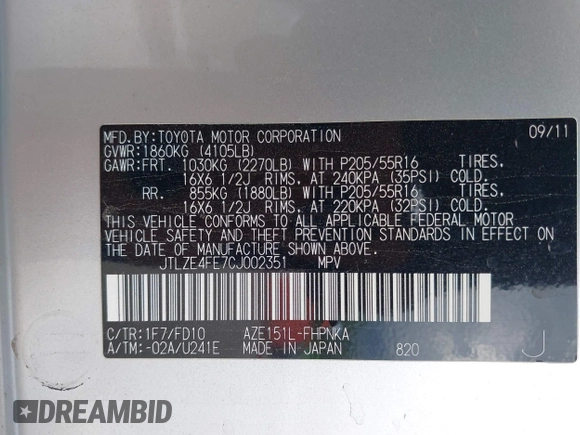 MFD.BY:TOYOTA MOTOR CORPORATION 09/11
GVWR:1860KG (4105LB)
GAWR:FRT. 1030KG (2270LB) WITH P205/55R16 TIRES.
16X6 1/2J RIMS. AT 240KPA (35PSI) COLD.
RR. 855KG (1880LB) WITH P205/55R16 TIRES.
16X6 1/2J RIMS. AT 220KPA (32PSI) COLD.
THIS VEHICLE CONFORMS TO ALL APPLICABLE FEDERAL MOTOR
VEHICLE SAFETY AND THEFT PREVENTION STANDARDS IN EFFECT ON
THE DATE OF MANUFACTURE SHOWN ABOVE.
JTLZE4FE7CJ002351 MPV
C/TR:1F7/FD10 AZE151L-FHPNKA
A/TM:-02A/U241E MADE IN JAPAN 820 J
DREAMBID